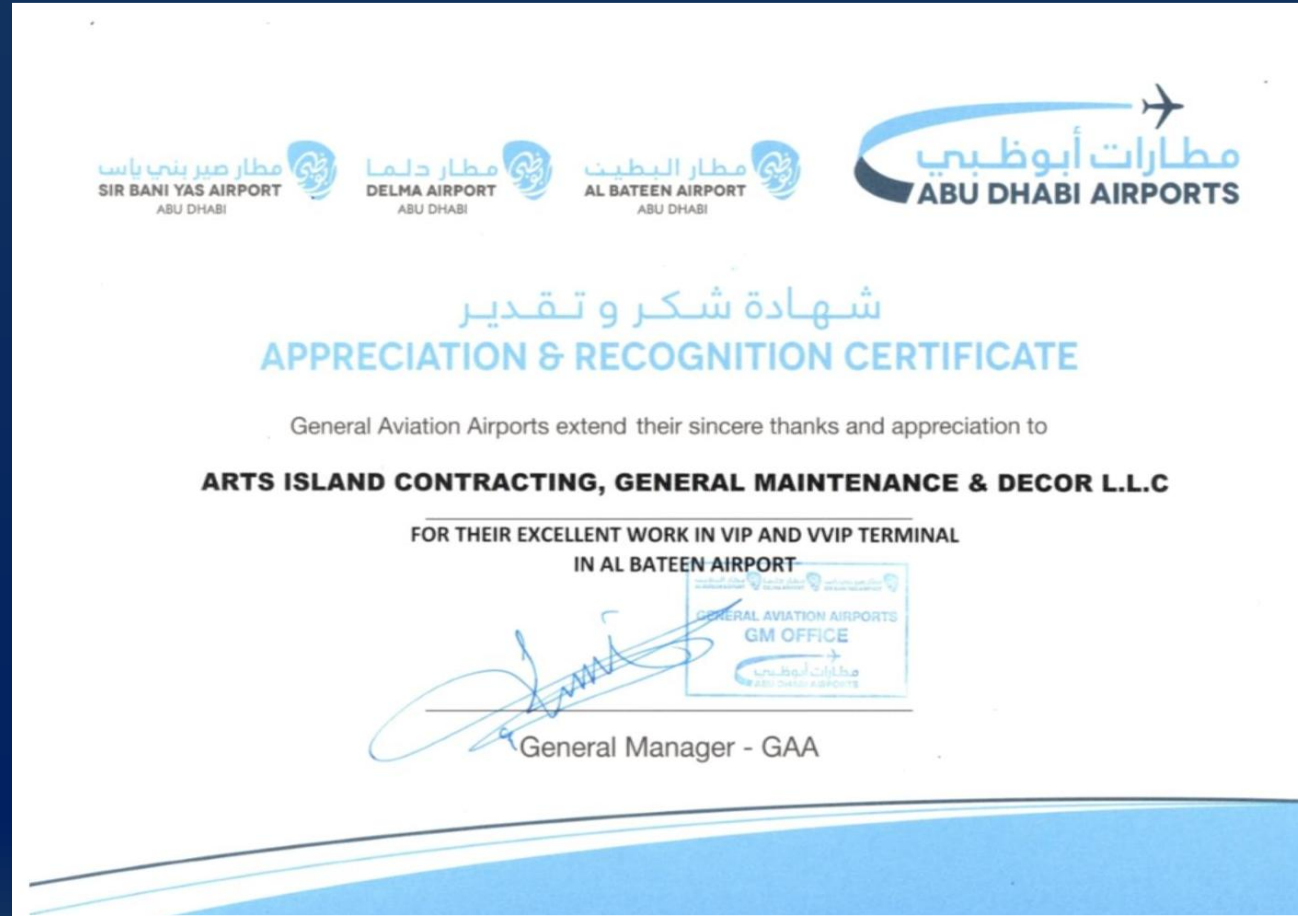 مطار صير بني ياس
SIR BANI YAS AIRPORT
ABU DHABI
مطار دلما
DELMA AIRPORT
ABU DHABI
مطار البطين
AL BATEEN AIRPORT
ABU DHABI
مطارات أبوظبي
ABU DHABI AIRPORTS
شهادة شكر و تقدير
APPRECIATION & RECOGNITION CERTIFICATE
General Aviation Airports extend their sincere thanks and appreciation to
ARTS ISLAND CONTRACTING, GENERAL MAINTENANCE & DECOR L.L.C
FOR THEIR EXCELLENT WORK IN VIP AND VVIP TERMINAL
IN AL BATEEN AIRPORT
GENERAL AVIATION AIRPORTS
GM OFFICE
مطارات أبوظبي
ABU DHABI AIRPORTS
General Manager - GAA